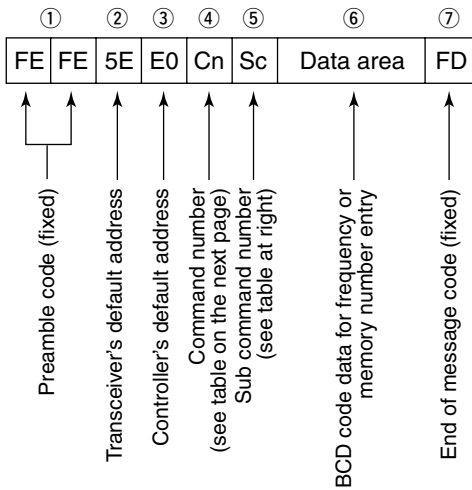 ① ② ③ ④ ⑤ ⑥ ⑦
FE FE 5E E0 Cn Sc Data area FD
Preamble code (fixed)
Transceiver's default address
Controller's default address
Command number
(see table on the next page)
Sub command number
(see table at right)
BCD code data for frequency or
memory number entry
End of message code (fixed)